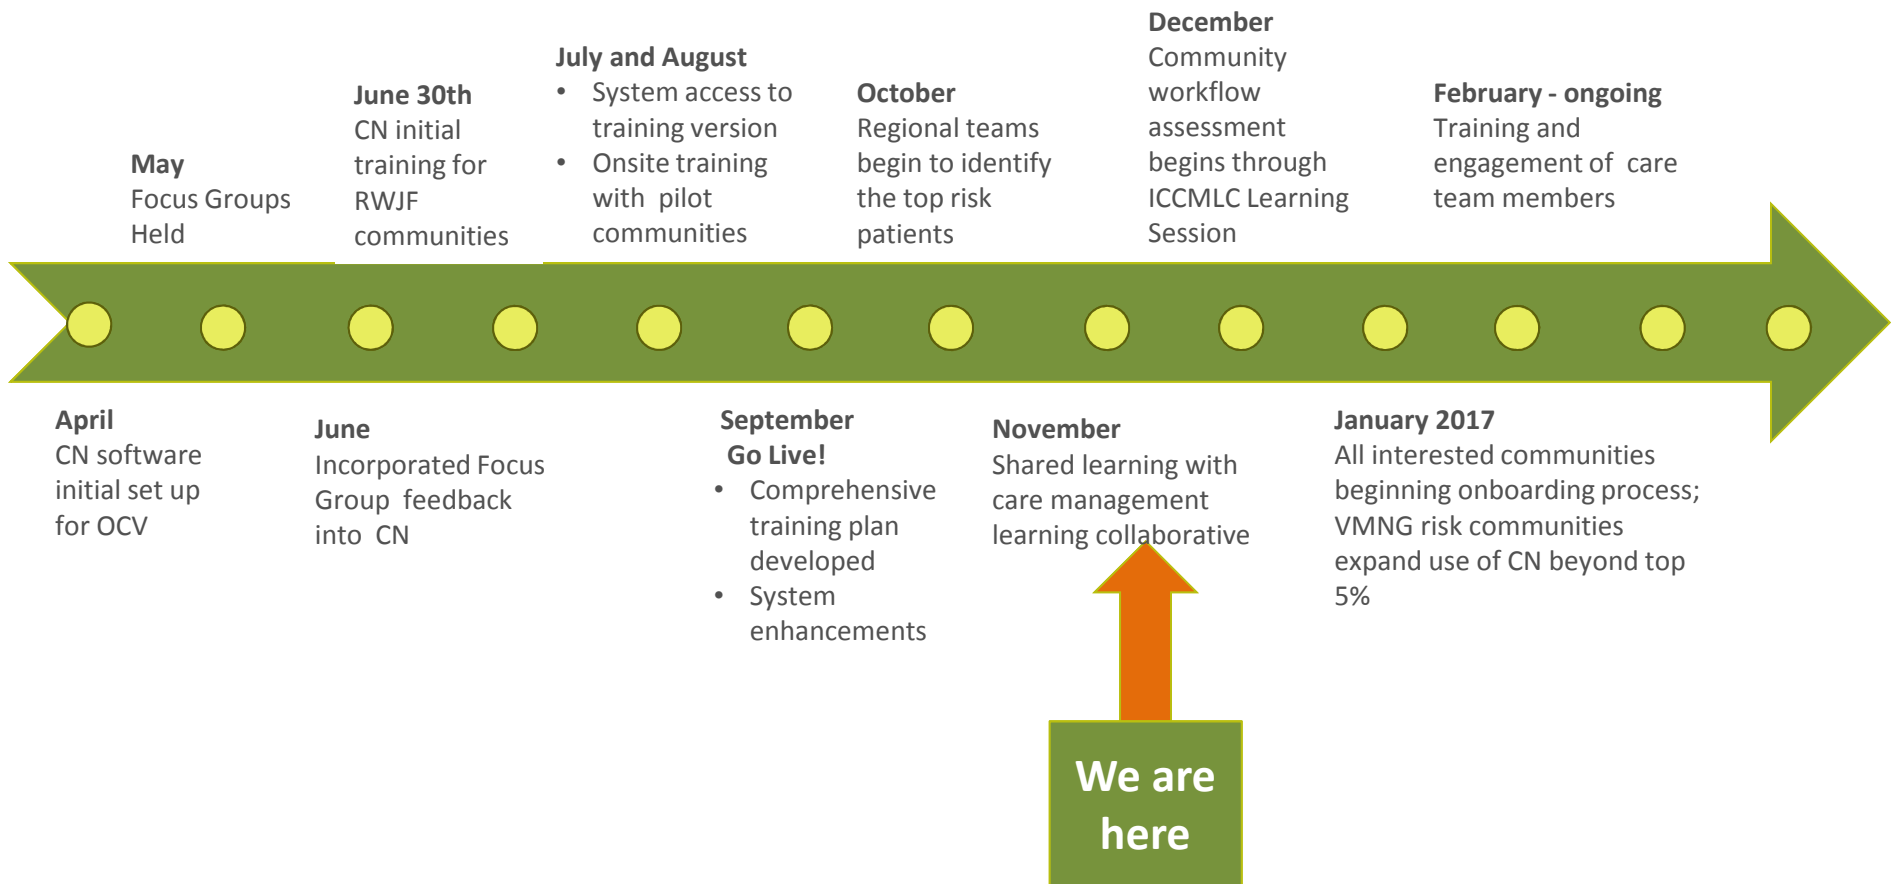 May
Focus Groups
Held
June 30th
CN initial
training for
RWJF
communities
July and August
• System access to
training version
• Onsite training
with pilot
communities
October
Regional teams
begin to identify
the top risk
patients
December
Community
workflow
assessment
begins through
ICCMLC Learning
Session
February - ongoing
Training and
engagement of care
team members
April
CN software
initial set up
for OCV
June
Incorporated Focus
Group feedback
into CN
September
Go Live!
• Comprehensive
training plan
developed
• System
enhancements
November
Shared learning with
care management
learning collaborative
January 2017
All interested communities
beginning onboarding process;
VMNG risk communities
expand use of CN beyond top
5%
We are
here